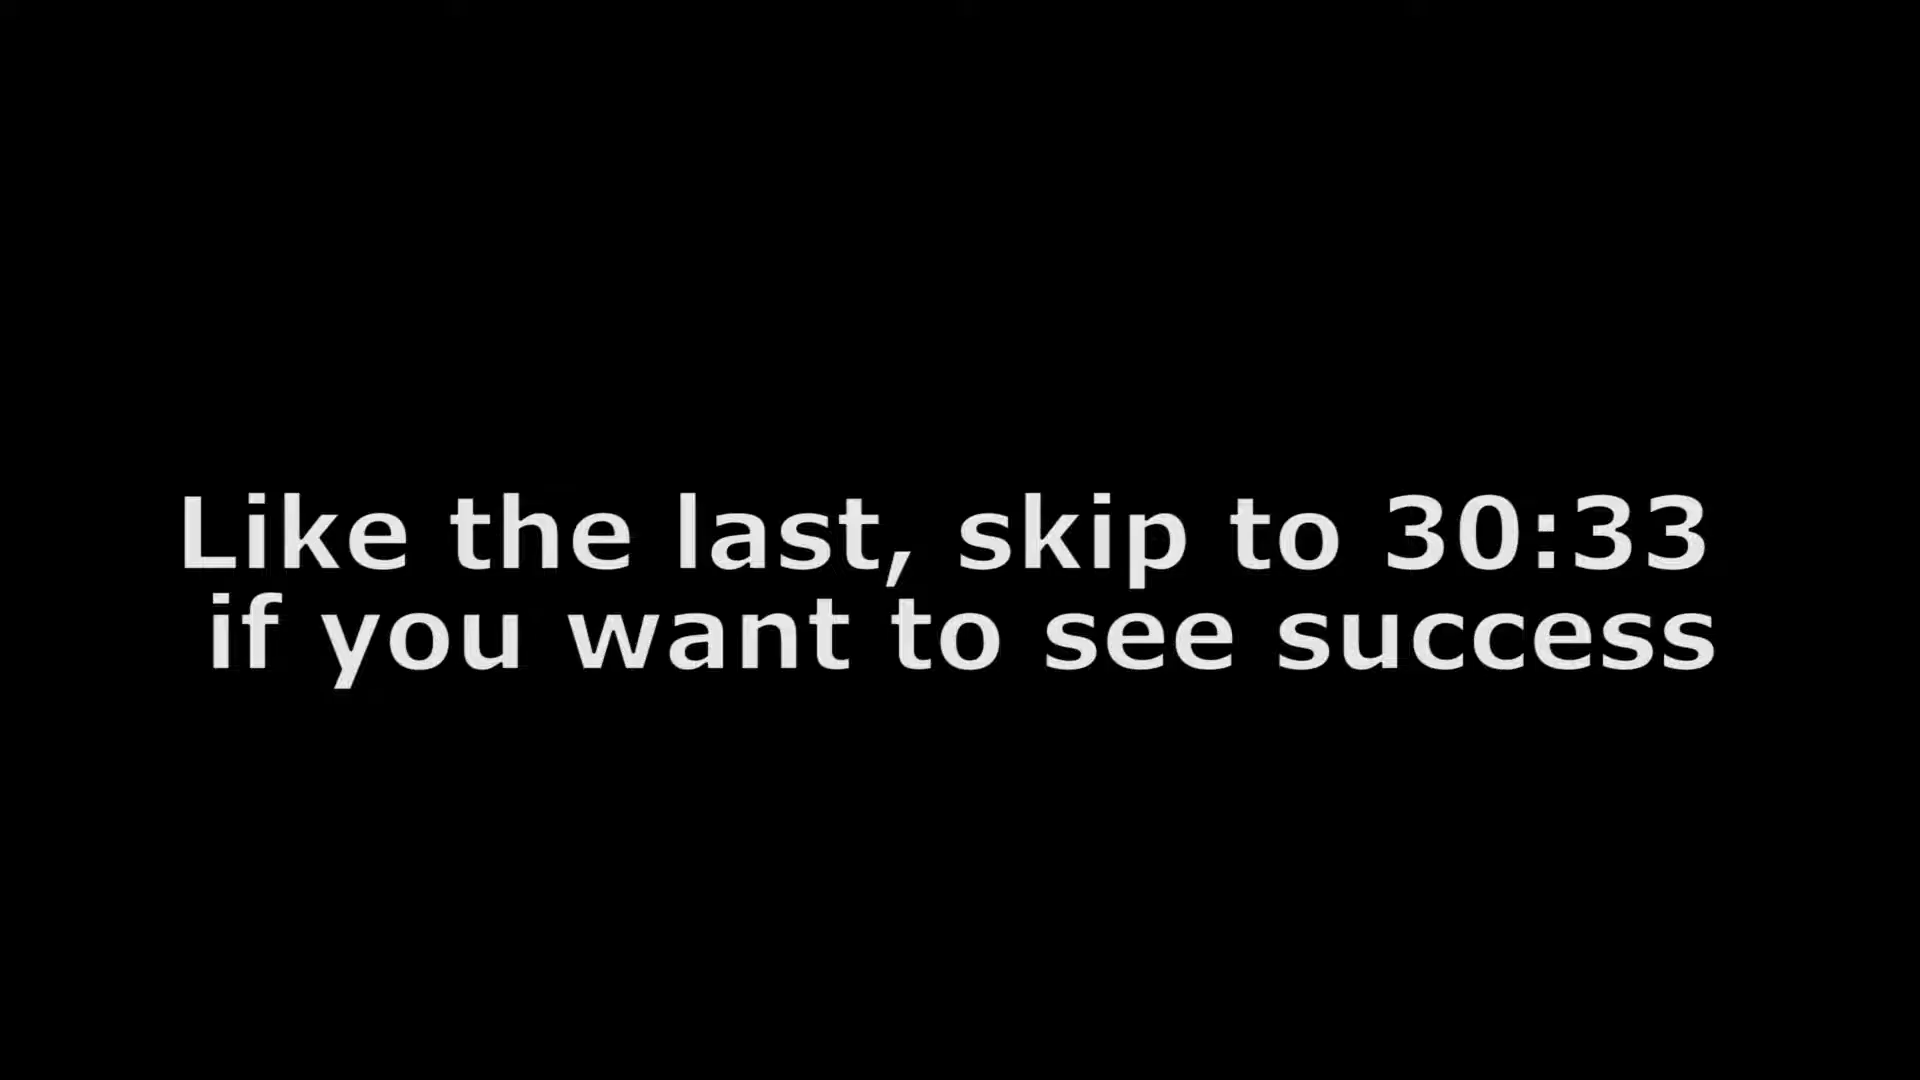 Like the last, skip to 30:33
if you want to see success